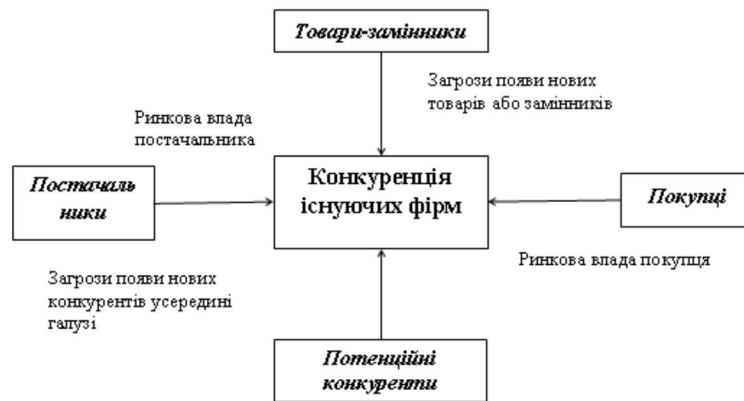 Товари-замінники
Загрози появи нових
товарів або замінників
Ринкова влада
постачальника
Постачаль
ники
Конкуренція
існуючих фірм
Покупці
Ринкова влада покупця
Загрози появи нових
конкурентів усередині
галузі
Потенційні
конкуренти